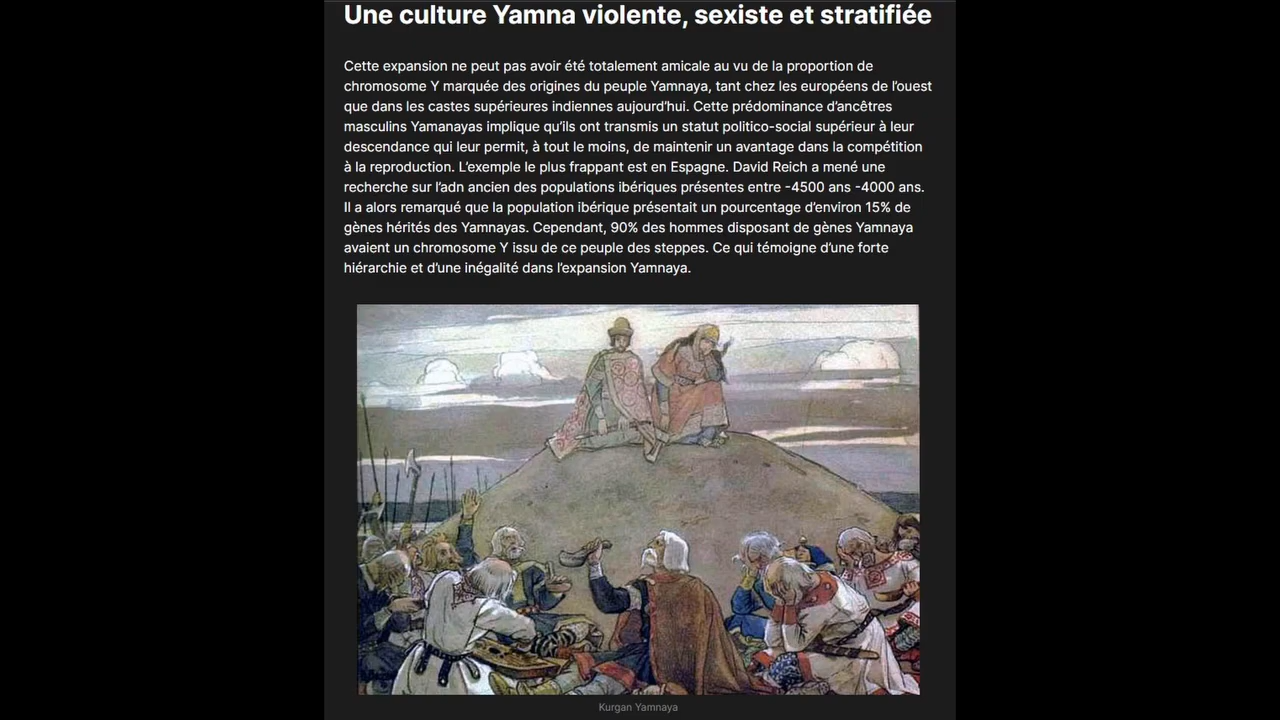 Une culture Yamna violente, sexiste et stratifiée
Cette expansion ne peut pas avoir été totalement amicale au vu de la proportion de
chromosome Y marquée des origines du peuple Yamnaya, tant chez les européens de l’ouest
que dans les castes supérieures indiennes aujourd’hui. Cette prédominance d’ancêtres
masculins Yamanayas implique qu’ils ont transmis un statut politico-social supérieur à leur
descendance qui leur permit, à tout le moins, de maintenir un avantage dans la compétition
à la reproduction. L’exemple le plus frappant est en Espagne. David Reich a mené une
recherche sur l’adn ancien des populations ibériques présentes entre -4500 ans -4000 ans.
Il a alors remarqué que la population ibérique présentait un pourcentage d’environ 15% de
gènes hérités des Yamnayas. Cependant, 90% des hommes disposant de gènes Yamnaya
avaient un chromosome Y issu de ce peuple des steppes. Ce qui témoigne d’une forte
hiérarchie et d’une inégalité dans l’expansion Yamnaya.
Kurgan Yamnaya